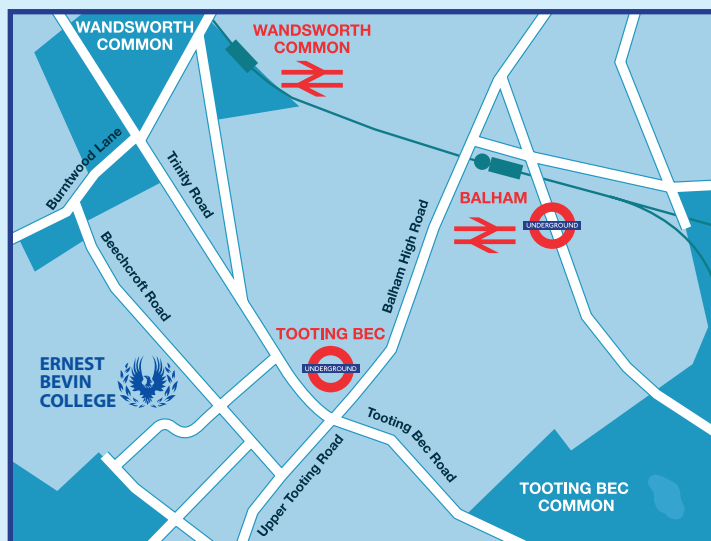 WANDSWORTH
COMMON
WANDSWORTH
COMMON
Burntwood Lane
Trinity Road
Beechcroft Road
Balham High Road
BALHAM
UNDERGROUND
TOOTING BEC
UNDERGROUND
ERNEST
BEVIN
COLLEGE
Tooting Bec Road
Upper Tooting Road
TOOTING BEC
COMMON